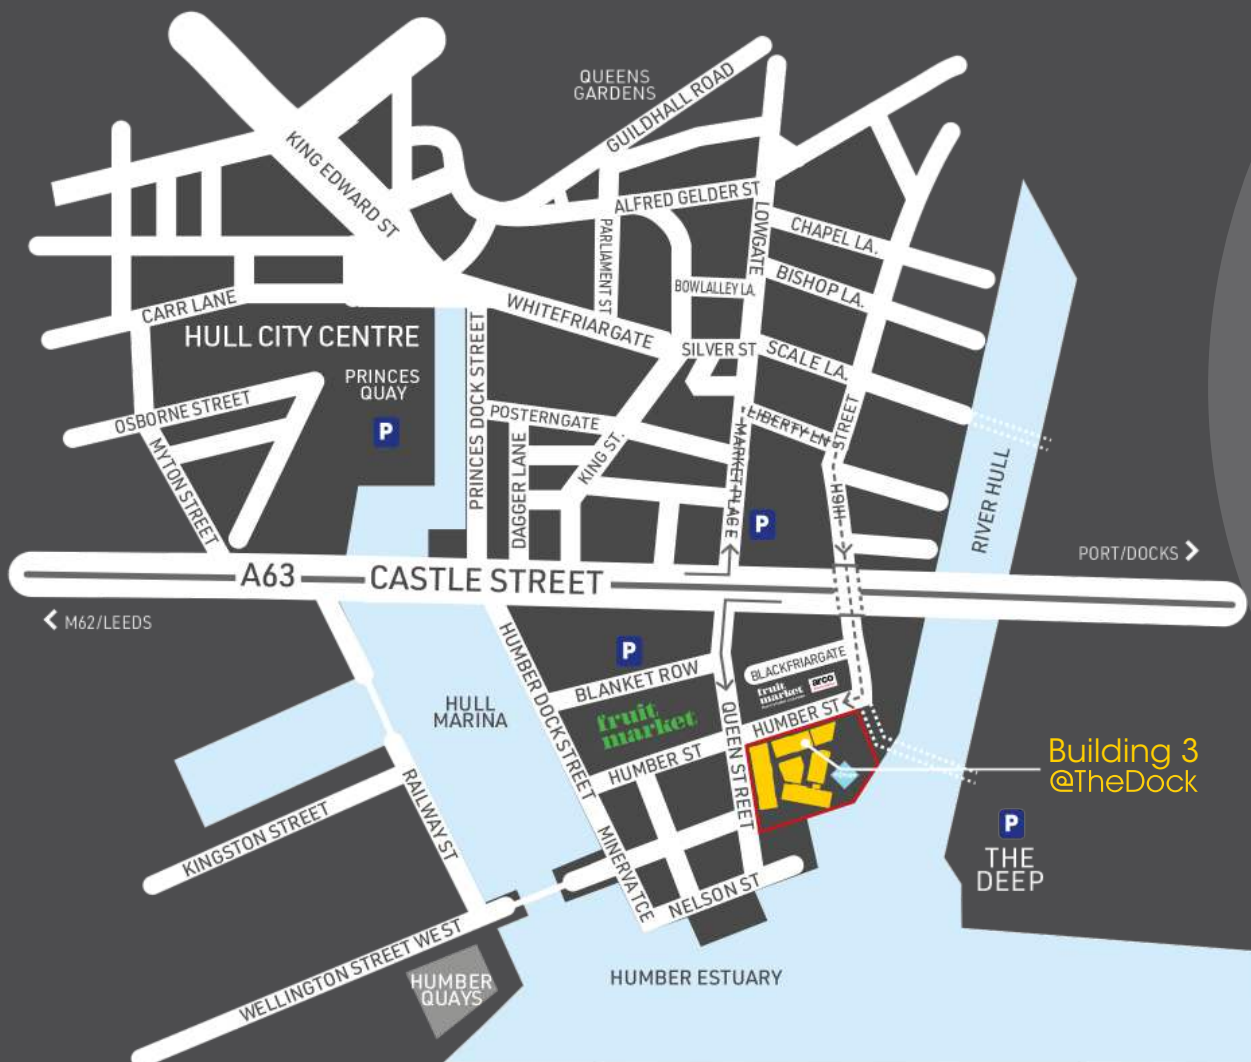 QUEENS
GARDENS
GUILDHALL ROAD
KING EDWARD ST
ALFRED GELDER ST
LOWGATE
PARLIAMENT ST
CHAPEL LA.
BISHOP LA.
BOWLALLEY LA.
CARR LANE
WHITEFRIARGATE
HULL CITY CENTRE
SILVER ST
SCALE LA.
PRINCES
QUAY
P
PRINCES DOCK STREET
OSBORNE STREET
POSTERNGATE
LIBERTY LN
HIGH STREET
MARKET PLACE
MYTON STREET
DAGGER LANE
KING ST.
P
RIVER HULL
PORT/DOCKS
A63
CASTLE STREET
M62/LEEDS
P
BLANKET ROW
BLACKFRIARGATE
fruit
market
arco
HULL
MARINA
HUMBER DOCK STREET
fruit
market
QUEEN STREET
HUMBER ST
HUMBER ST
Building 3
@TheDock
P
THE
DEEP
RAILWAY ST
KINGSTON STREET
MINERVA TCE
NELSON ST
WELLINGTON STREET WEST
HUMBER
QUAYS
HUMBER ESTUARY